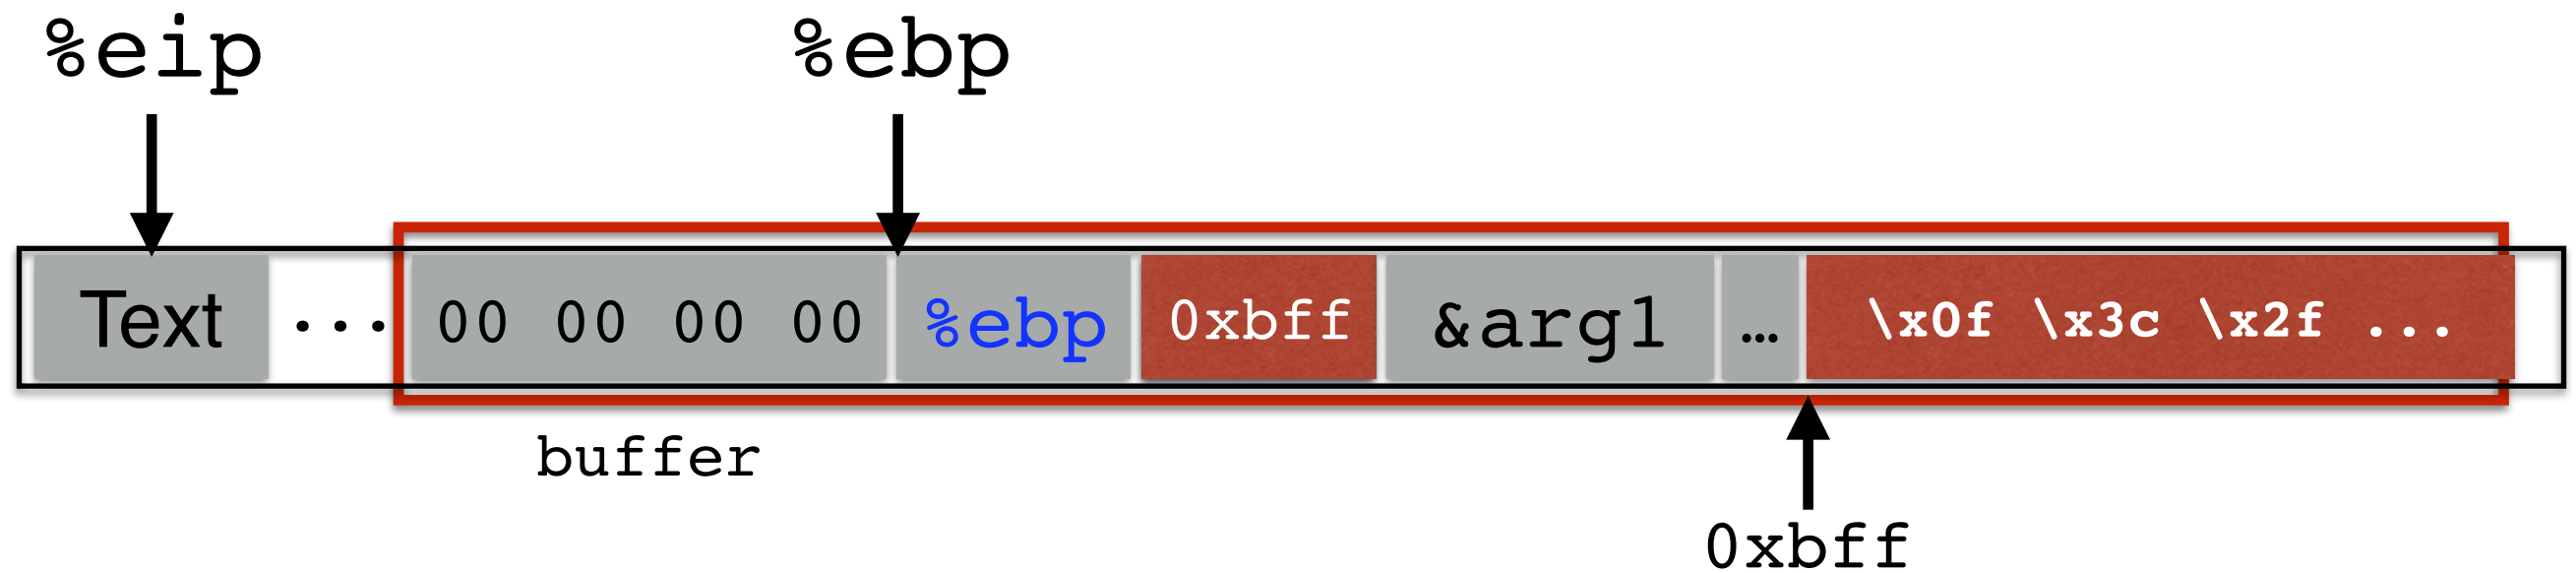 %eip %ebp
Text ... 00 00 00 00 %ebp 0xbff &arg1 ... \x0f \x3c \x2f ...
buffer
0xbff